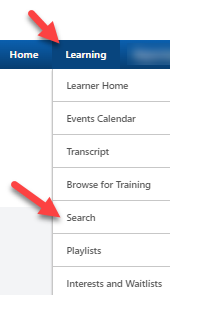 Home Learning
Learner Home
Events Calendar
Transcript
Browse for Training
Search
Playlists
Interests and Waitlists